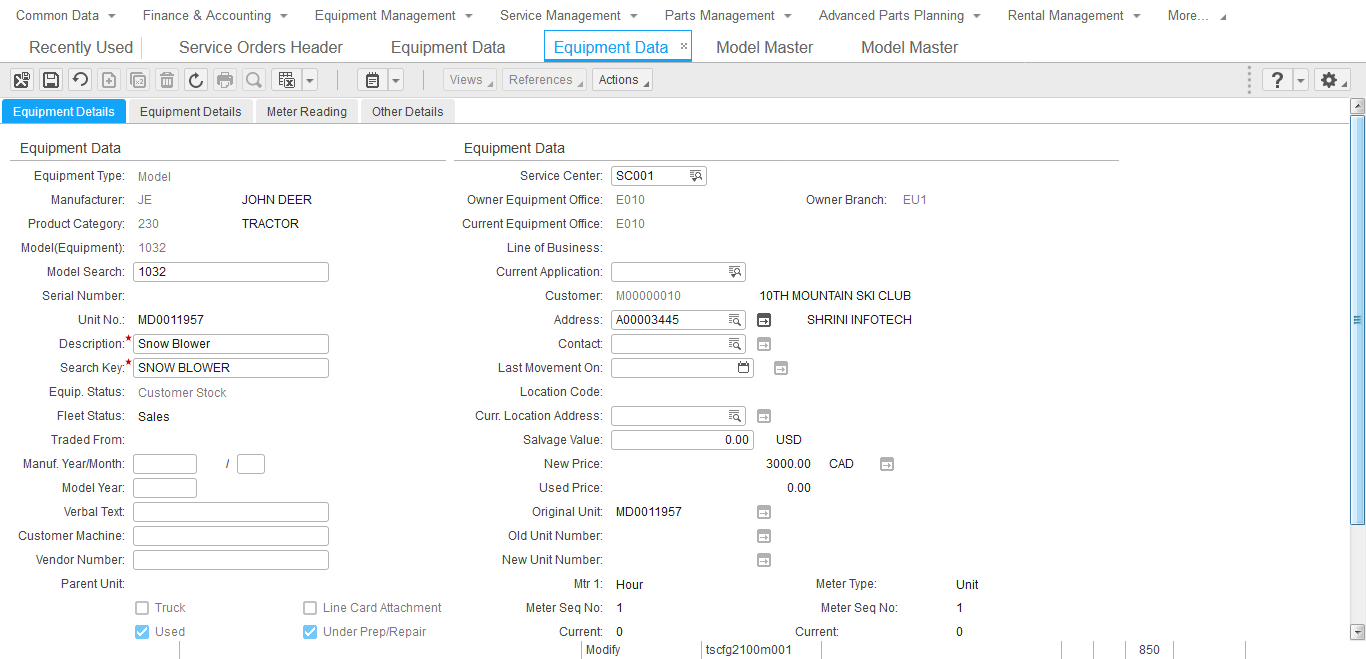 Common Data Finance & Accounting Equipment Management Service Management Parts Management Advanced Parts Planning Rental Management More...
Recently Used Service Orders Header Equipment Data Equipment Data Model Master Model Master
Views References Actions ?
Equipment Details Equipment Details Meter Reading Other Details
Equipment Data
Equipment Type: Model
Manufacturer: JE JOHN DEER
Product Category: 230 TRACTOR
Model(Equipment): 1032
Model Search: 1032
Serial Number:
Unit No.: MD0011957
Description:* Snow Blower
Search Key:* SNOW BLOWER
Equip. Status: Customer Stock
Fleet Status: Sales
Traded From:
Manuf. Year/Month: /
Model Year:
Verbal Text:
Customer Machine:
Vendor Number:
Parent Unit:
Truck Line Card Attachment
Used Under Prep/Repair
Equipment Data
Service Center: SC001
Owner Equipment Office: E010 Owner Branch: EU1
Current Equipment Office: E010
Line of Business:
Current Application:
Customer: M00000010 10TH MOUNTAIN SKI CLUB
Address: A00003445 SHRINI INFOTECH
Contact:
Last Movement On:
Location Code:
Curr. Location Address:
Salvage Value: 0.00 USD
New Price: 3000.00 CAD
Used Price: 0.00
Original Unit: MD0011957
Old Unit Number:
New Unit Number:
Mtr 1: Hour Meter Type: Unit
Meter Seq No: 1 Meter Seq No: 1
Current: 0 Current: 0
Modify tscfg2100m001 850